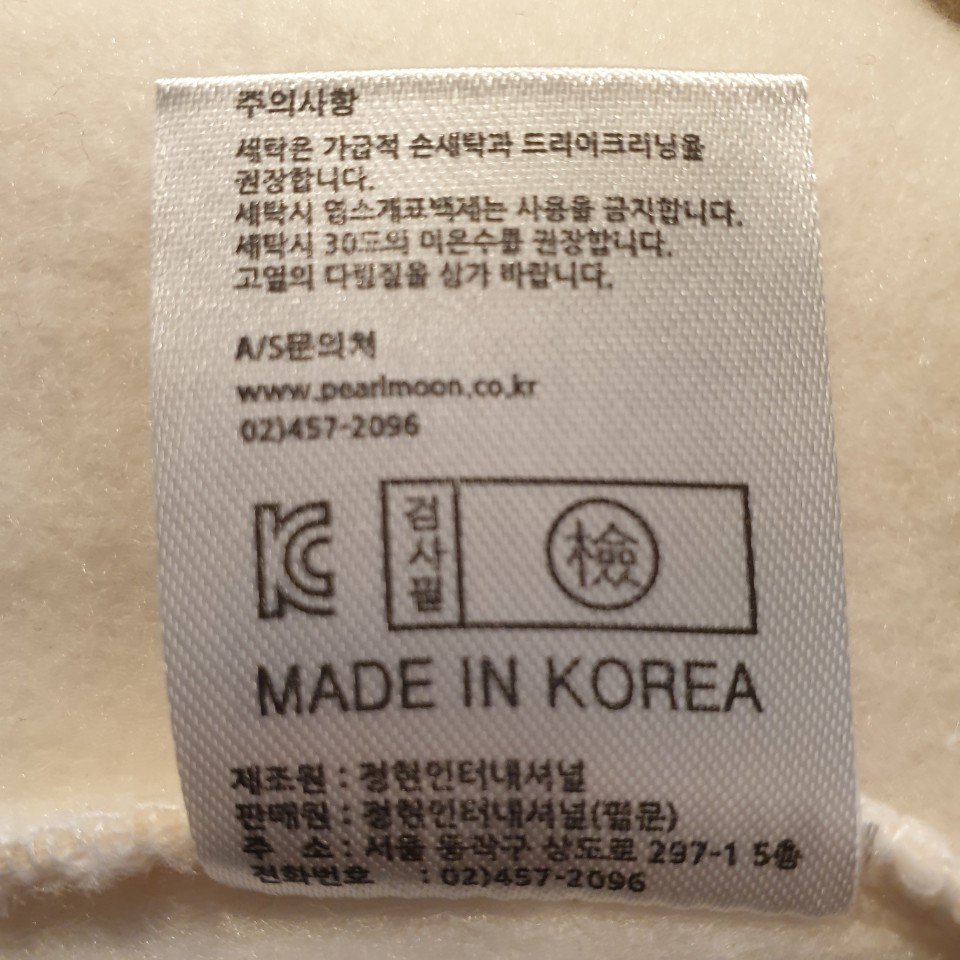 주의사항
세탁은 가급적 손세탁과 드라이크리닝을
권장합니다.
세탁시 염소계표백제는 사용을 금지합니다.
세탁시 30도의 미온수를 권장합니다.
고열의 다림질을 삼가 바랍니다.
A/S문의처
www.pearlmoon.co.kr
02)457-2096
KC
검사필
檢
MADE IN KOREA
제조원 : 정현인터내셔널
판매원 : 정현인터내셔널(펄문)
주 소 : 서울 동작구 상도로 297-1 5층
전화번호 : 02)457-2096